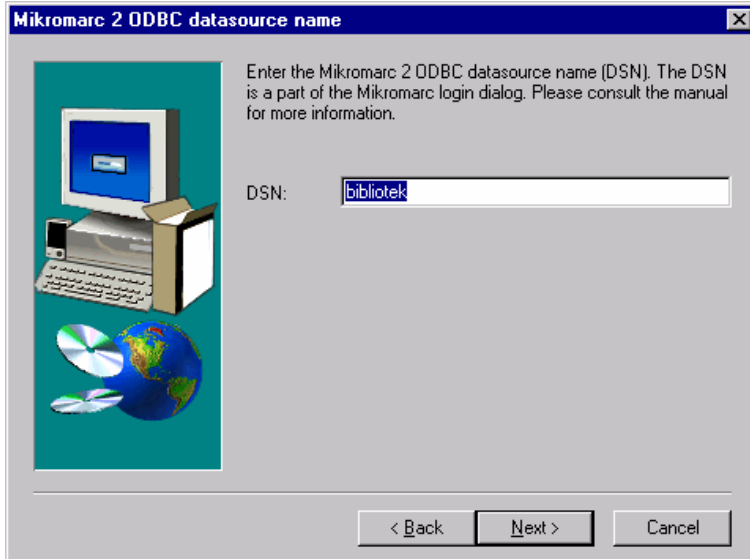 Mikromarc 2 ODBC datasource name
Enter the Mikromarc 2 ODBC datasource name (DSN). The DSN
is a part of the Mikromarc login dialog. Please consult the manual
for more information.
DSN:
bibliotek
< Back
Next >
Cancel